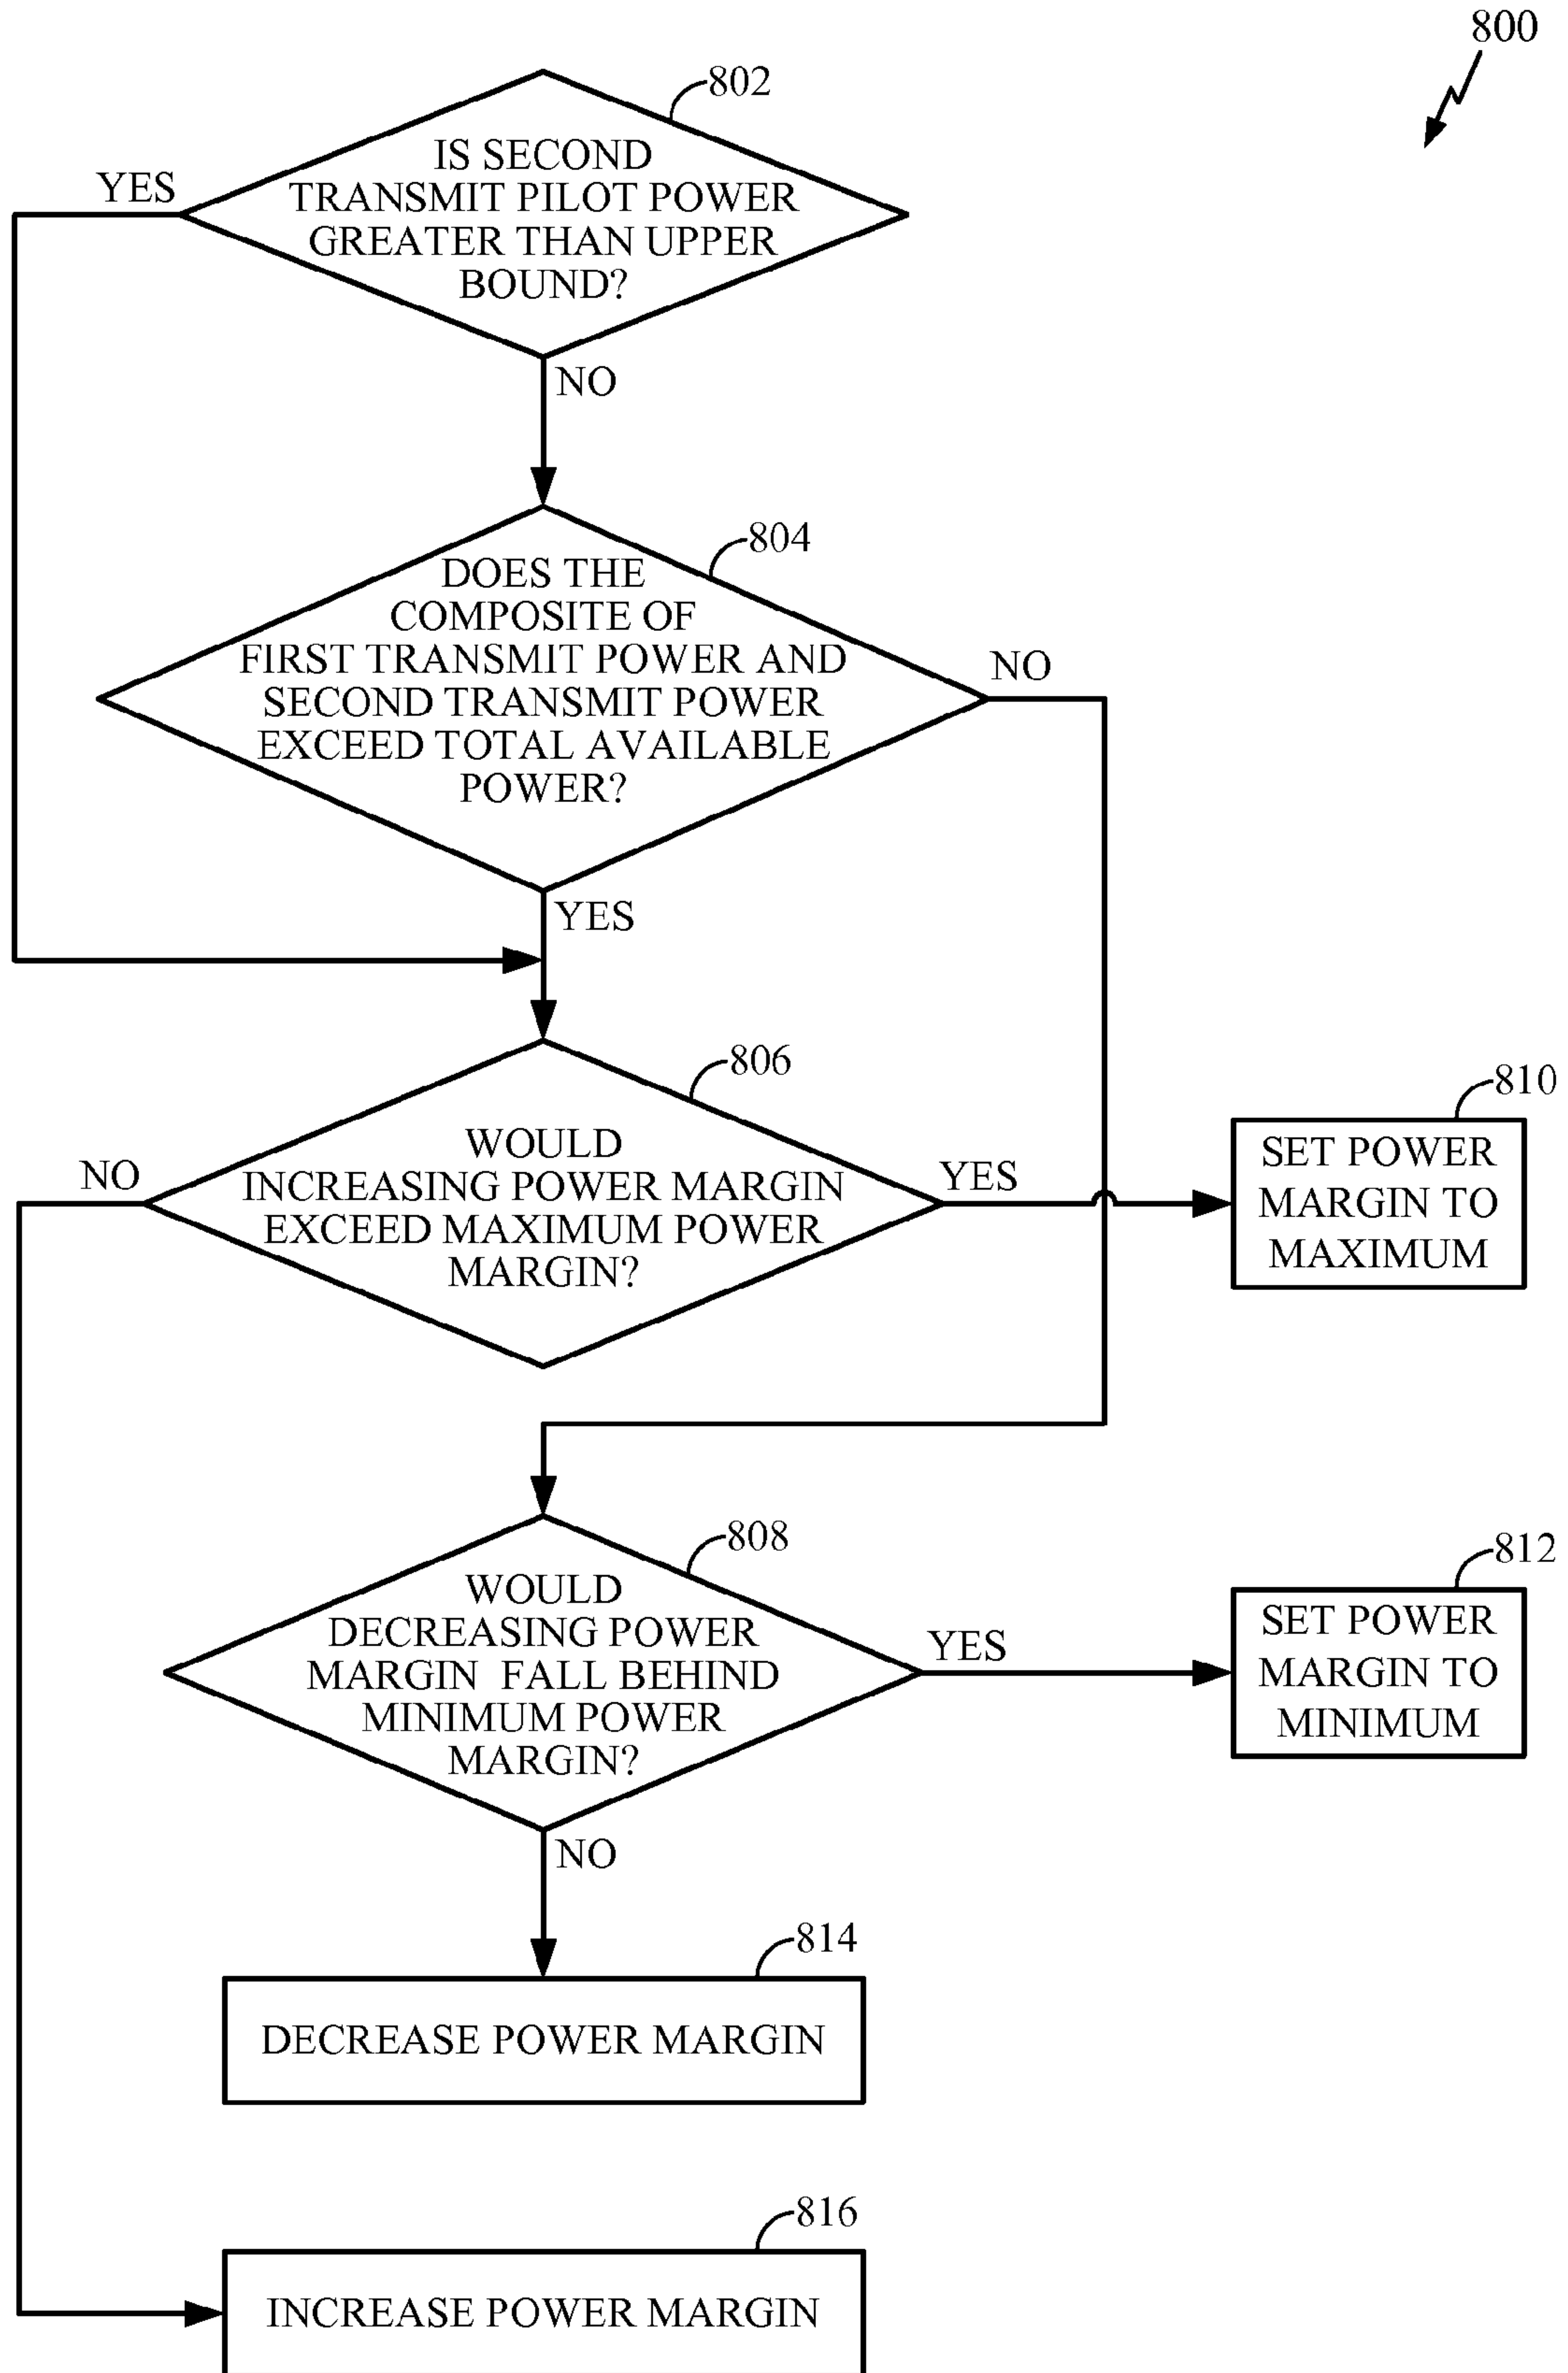 800
802
IS SECOND
TRANSMIT PILOT POWER
GREATER THAN UPPER
BOUND?
YES
NO
804
DOES THE
COMPOSITE OF
FIRST TRANSMIT POWER AND
SECOND TRANSMIT POWER
EXCEED TOTAL AVAILABLE
POWER?
NO
YES
806
WOULD
INCREASING POWER MARGIN
EXCEED MAXIMUM POWER
MARGIN?
NO
YES
810
SET POWER
MARGIN TO
MAXIMUM
808
WOULD
DECREASING POWER
MARGIN FALL BEHIND
MINIMUM POWER
MARGIN?
YES
812
SET POWER
MARGIN TO
MINIMUM
NO
814
DECREASE POWER MARGIN
816
INCREASE POWER MARGIN